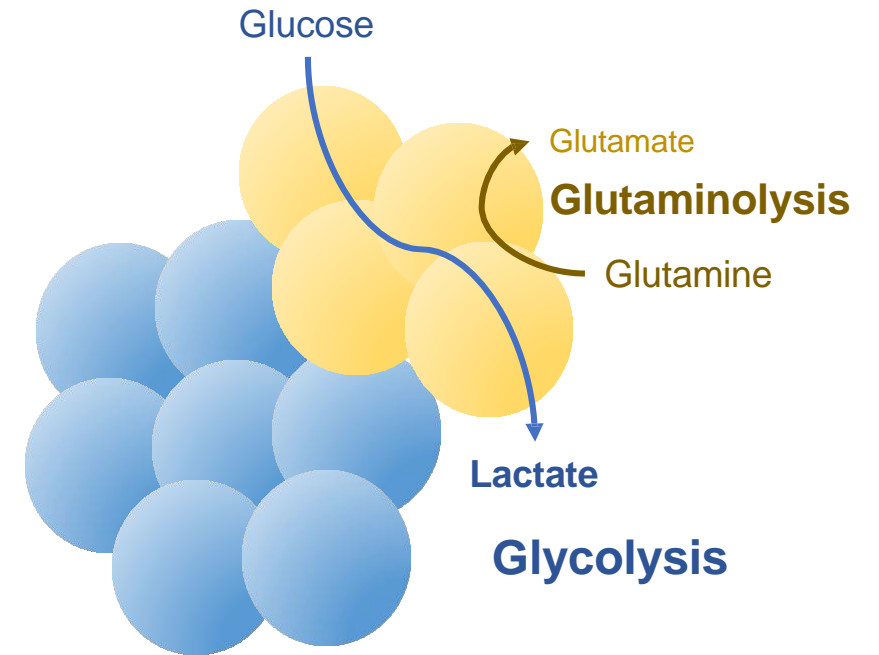 Glucose
Glutamate
Glutaminolysis
Glutamine
Lactate
Glycolysis